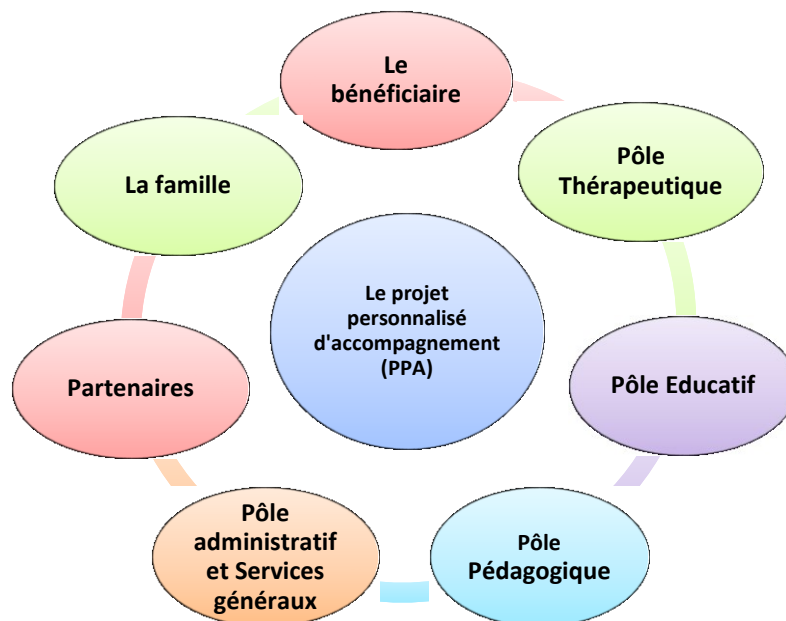 Le
bénéficiaire
Pôle
Thérapeutique
La famille
Le projet
personnalisé
d'accompagnement
(PPA)
Pôle Educatif
Partenaires
Pôle
administratif
et Services
généraux
Pôle
Pédagogique